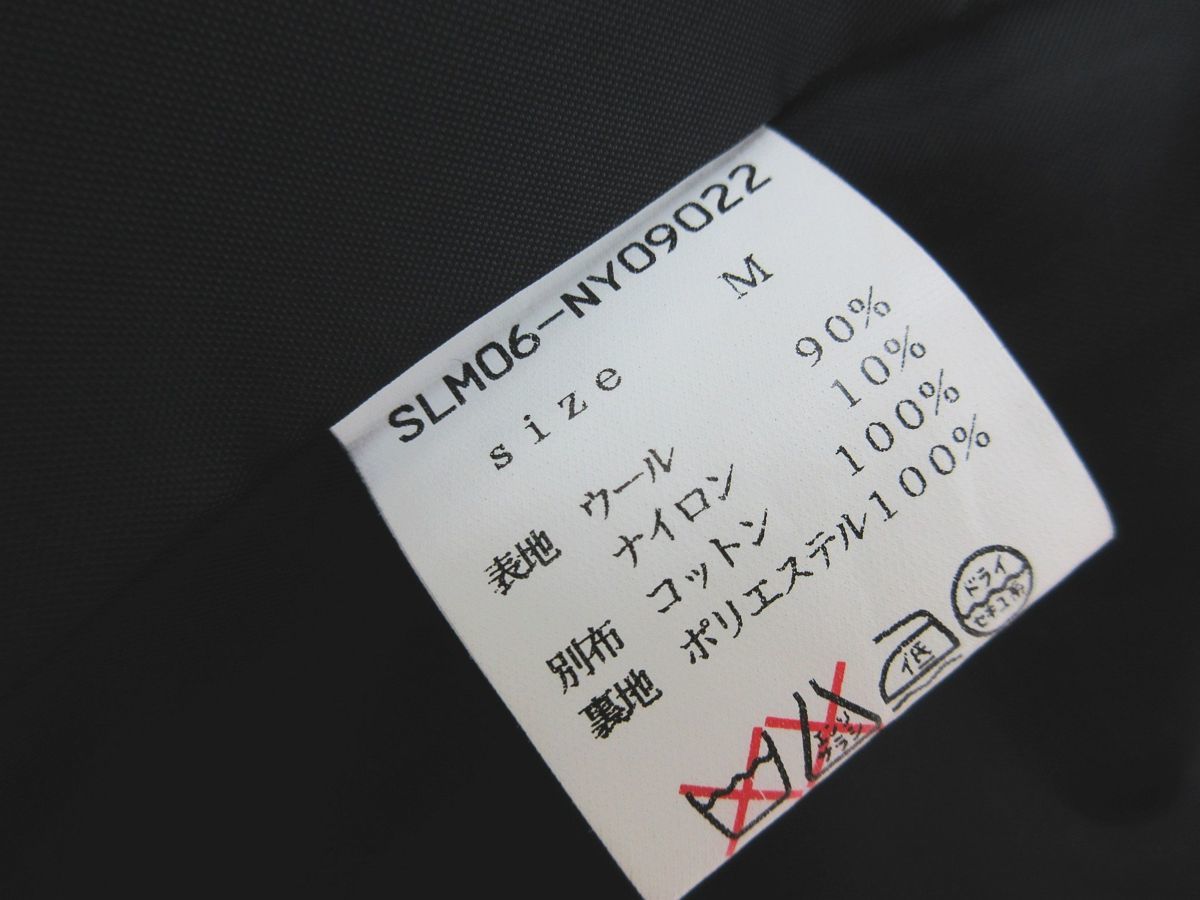 SLM06-NY09022
size M
表地 ウール 90%
ナイロン 10%
別布 コットン 100%
裏地 ポリエステル100%
エンソ
サラシ
低
ドライ
セキユ系